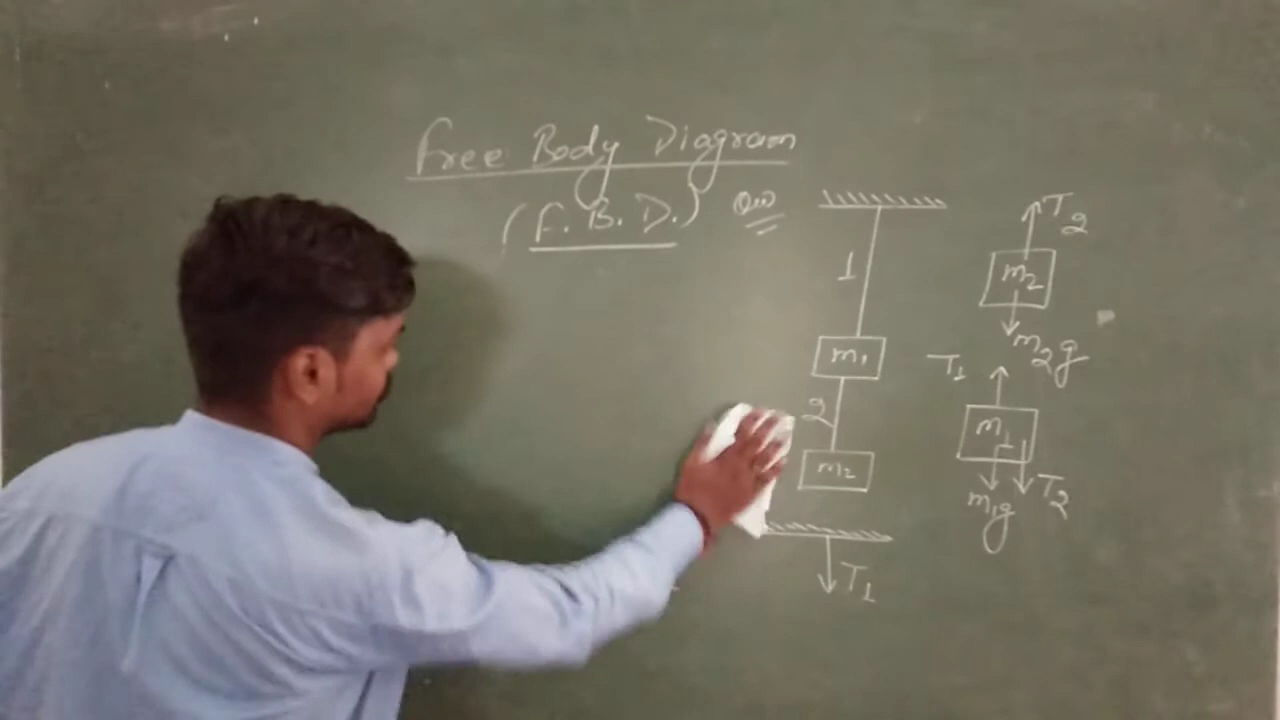 Free Body Diagram
(F. B. D.)
1
m₁
2
m₂
T₁
T₂
m₂
m₂g
T₁
m₁
m₁g
T₂